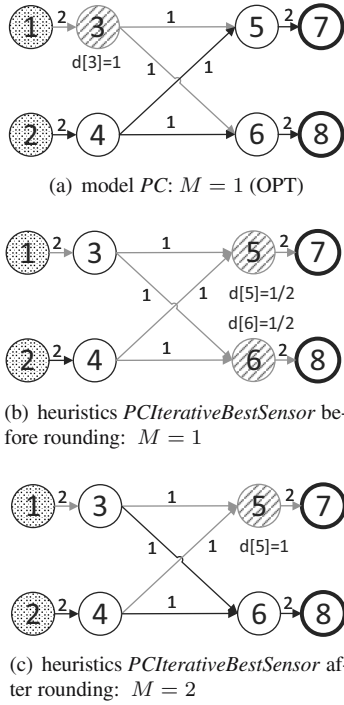 1 2 3 1 5 2 7
d[3]=1
1 1
2 2 4 1 6 2 8
(a) model PC: M = 1 (OPT)
1 2 3 1 5 2 7
d[5]=1/2
1 1
d[6]=1/2
2 2 4 1 6 2 8
(b) heuristics PCIterativeBestSensor be-
fore rounding: M = 1
1 2 3 1 5 2 7
1 1 d[5]=1
2 2 4 1 6 2 8
(c) heuristics PCIterativeBestSensor af-
ter rounding: M = 2